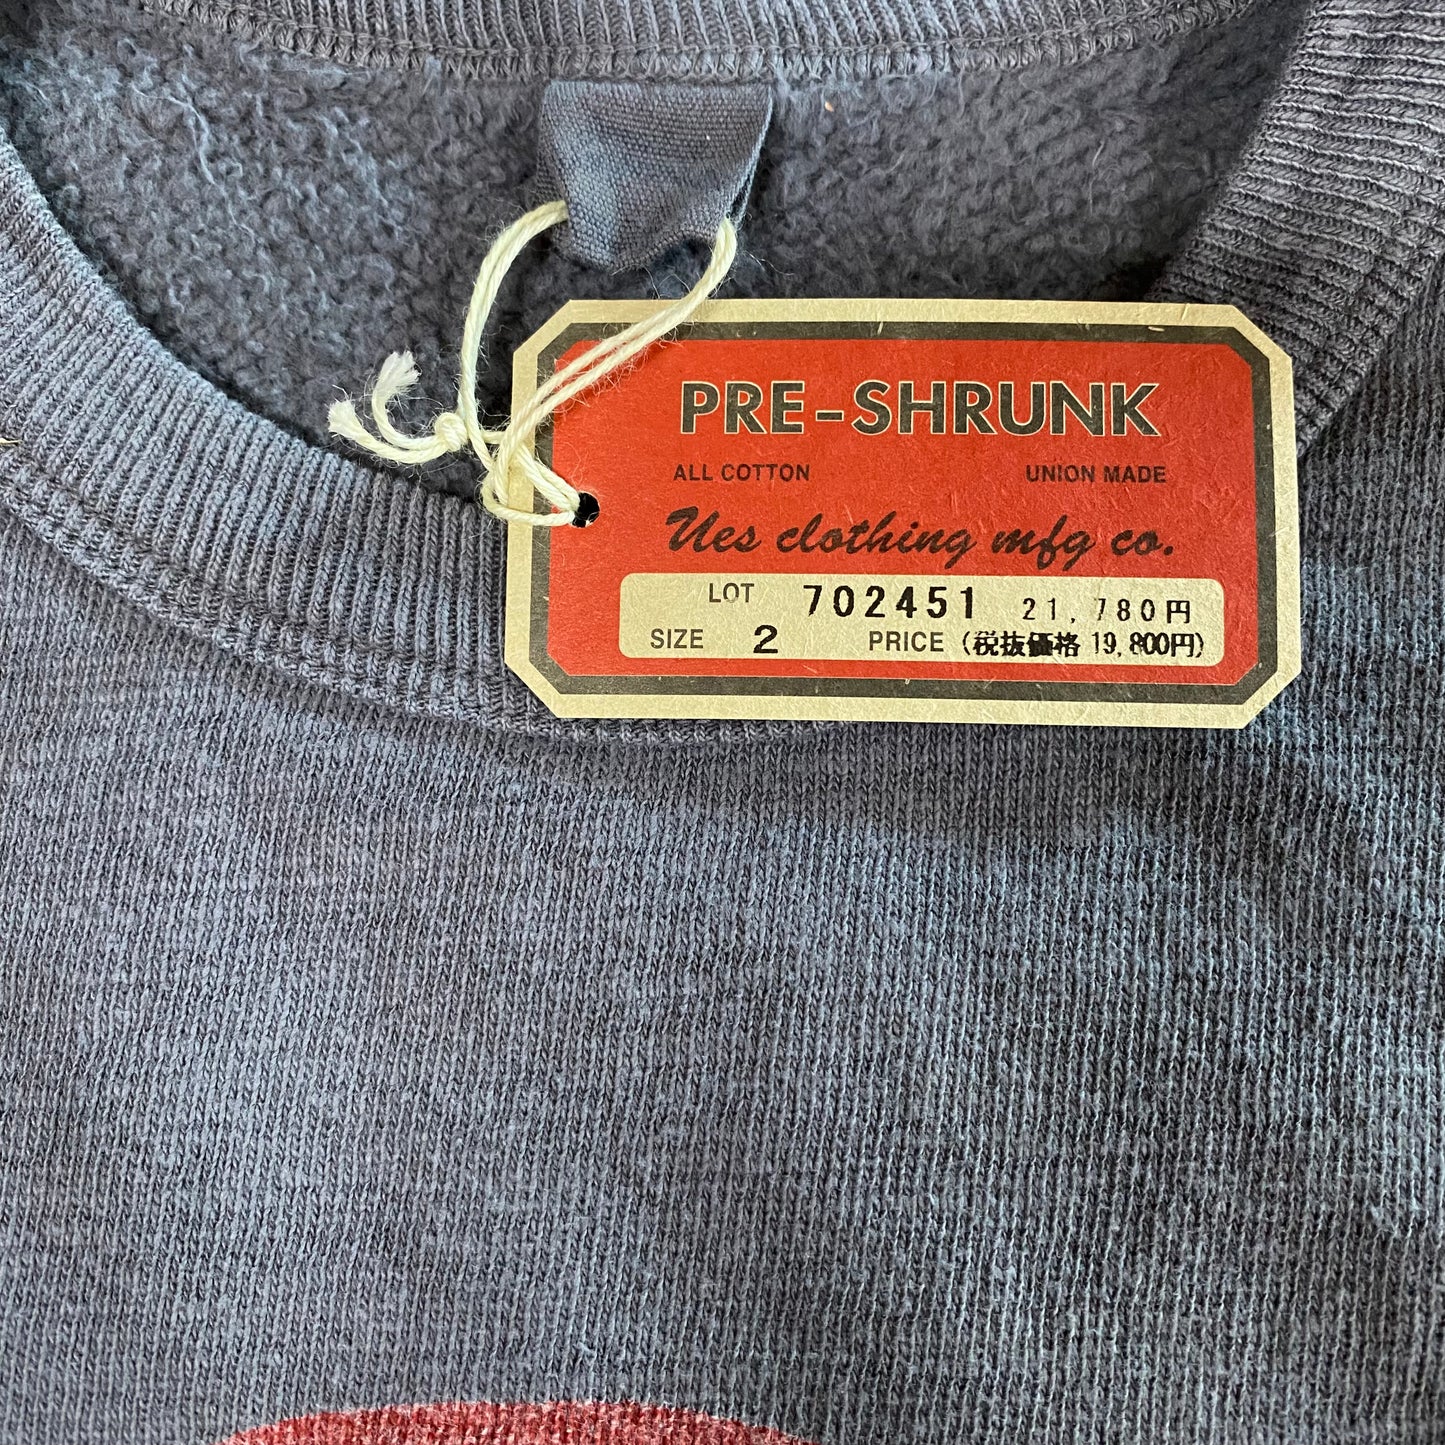 PRE-SHRUNK
ALL COTTON UNION MADE
Ues clothing mfg co.
LOT 702451 21,780円
SIZE 2 PRICE (税抜価格 19,800円)